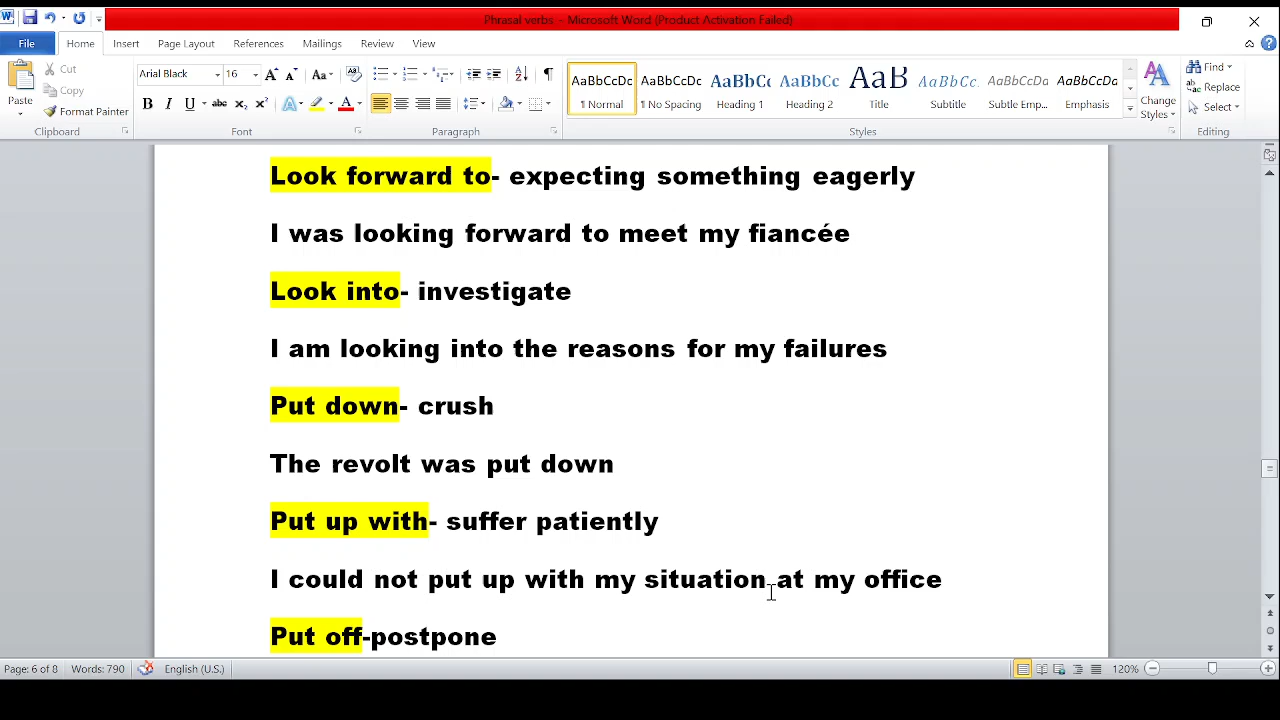 Phrasal verbs - Microsoft Word (Product Activation Failed)
File Home Insert Page Layout References Mailings Review View
Paste
Cut
Copy
Format Painter
Clipboard
Arial Black 16
Font
Paragraph
AaBbCcDc AaBbCcDc AaBbCc AaBbCc AaB AaBbCc. AaBbCcDc AaBbCcDc
¶ Normal ¶ No Spacing Heading 1 Heading 2 Title Subtitle Subtle Em... Emphasis
Change Styles
Styles
Find
Replace
Select
Editing
Look forward to- expecting something eagerly
I was looking forward to meet my fiancée
Look into- investigate
I am looking into the reasons for my failures
Put down- crush
The revolt was put down
Put up with- suffer patiently
I could not put up with my situation at my office
Put off-postpone
Page: 6 of 8 Words: 790 English (U.S.) 120%